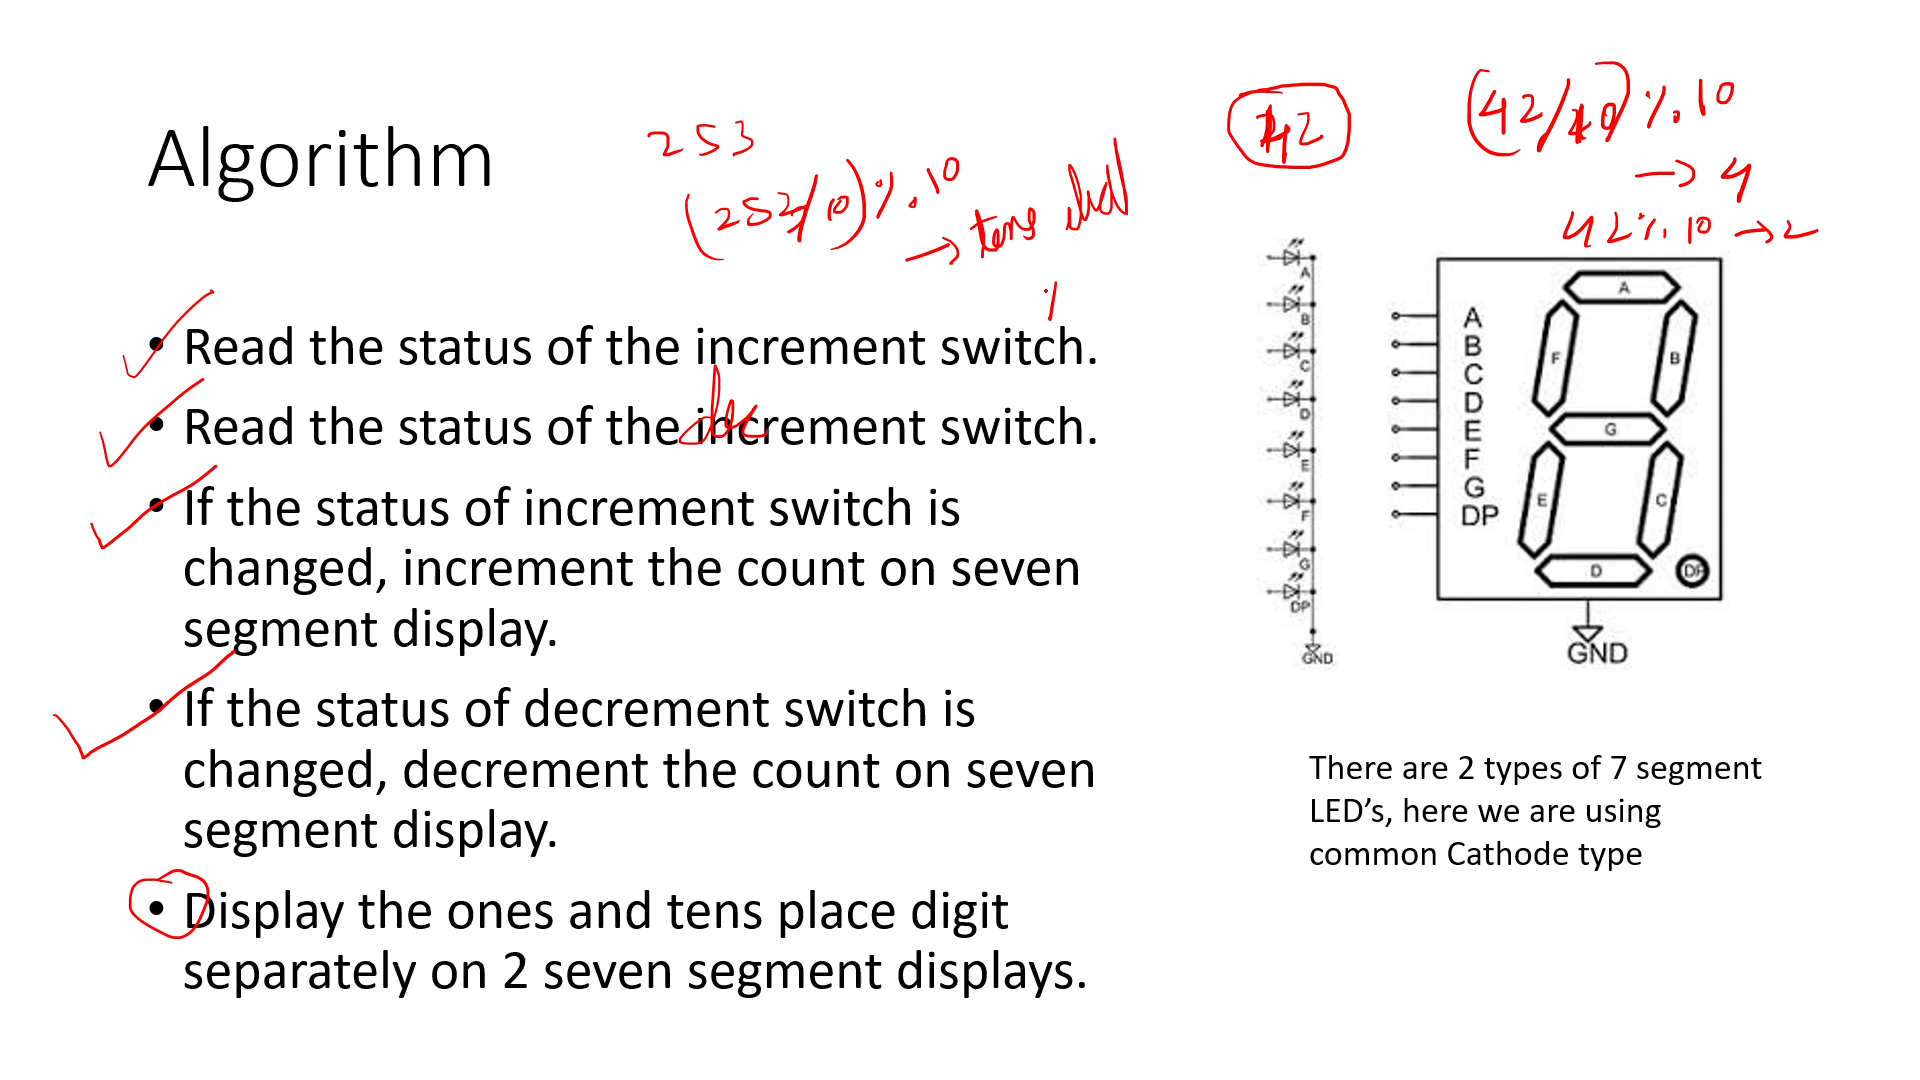 Algorithm
253
(252/10)%10
→ tens
42
(42/10)%10
→ 4
42%10→2
%
• Read the status of the increment switch.
dec
• Read the status of the increment switch.
• If the status of increment switch is
changed, increment the count on seven
segment display.
• If the status of decrement switch is
changed, decrement the count on seven
segment display.
• Display the ones and tens place digit
separately on 2 seven segment displays.
A
B
C
D
E
F
G
DP
GND
A
B
C
D
E
F
G
DP
A
F
B
G
E
C
D
DP
GND
There are 2 types of 7 segment
LED’s, here we are using
common Cathode type